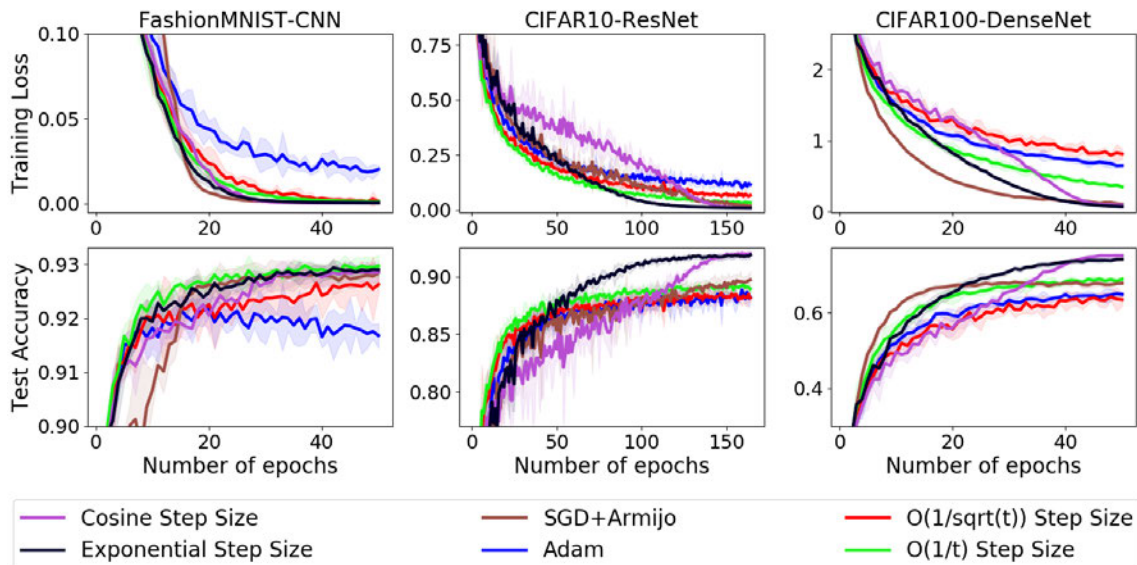 FashionMNIST-CNN CIFAR10-ResNet CIFAR100-DenseNet
Training Loss
0.10
0.05
0.00
20 40
0
0.75
0.50
0.25
0.00
0 50 100 150
2
1
0
0 20 40
Test Accuracy
0.93
0.92
0.91
0.90
0 20 40
Number of epochs
0.90
0.85
0.80
0 50 100 150
Number of epochs
0.6
0.4
0 20 40
Number of epochs
Cosine Step Size SGD+Armijo O(1/sqrt(t)) Step Size
Exponential Step Size Adam O(1/t) Step Size